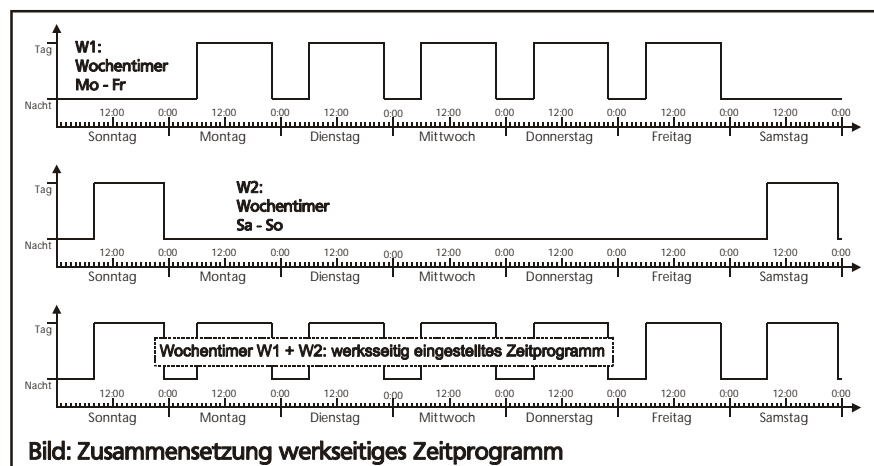 Tag
W1:
Wochentimer
Mo - Fr
Nacht
12:00 0:00 12:00 0:00 12:00 0:00 12:00 0:00 12:00 0:00 12:00 0:00 12:00 0:00
Sonntag Montag Dienstag Mittwoch Donnerstag Freitag Samstag
Tag
W2:
Wochentimer
Sa - So
Nacht
12:00 0:00 12:00 0:00 12:00 0:00 12:00 0:00 12:00 0:00 12:00 0:00 12:00 0:00
Sonntag Montag Dienstag Mittwoch Donnerstag Freitag Samstag
Tag
Wochentimer W1 + W2: werksseitig eingestelltes Zeitprogramm
Nacht
12:00 0:00 12:00 0:00 12:00 0:00 12:00 0:00 12:00 0:00 12:00 0:00 12:00 0:00
Sonntag Montag Dienstag Mittwoch Donnerstag Freitag Samstag
Bild: Zusammensetzung werkseitiges Zeitprogramm